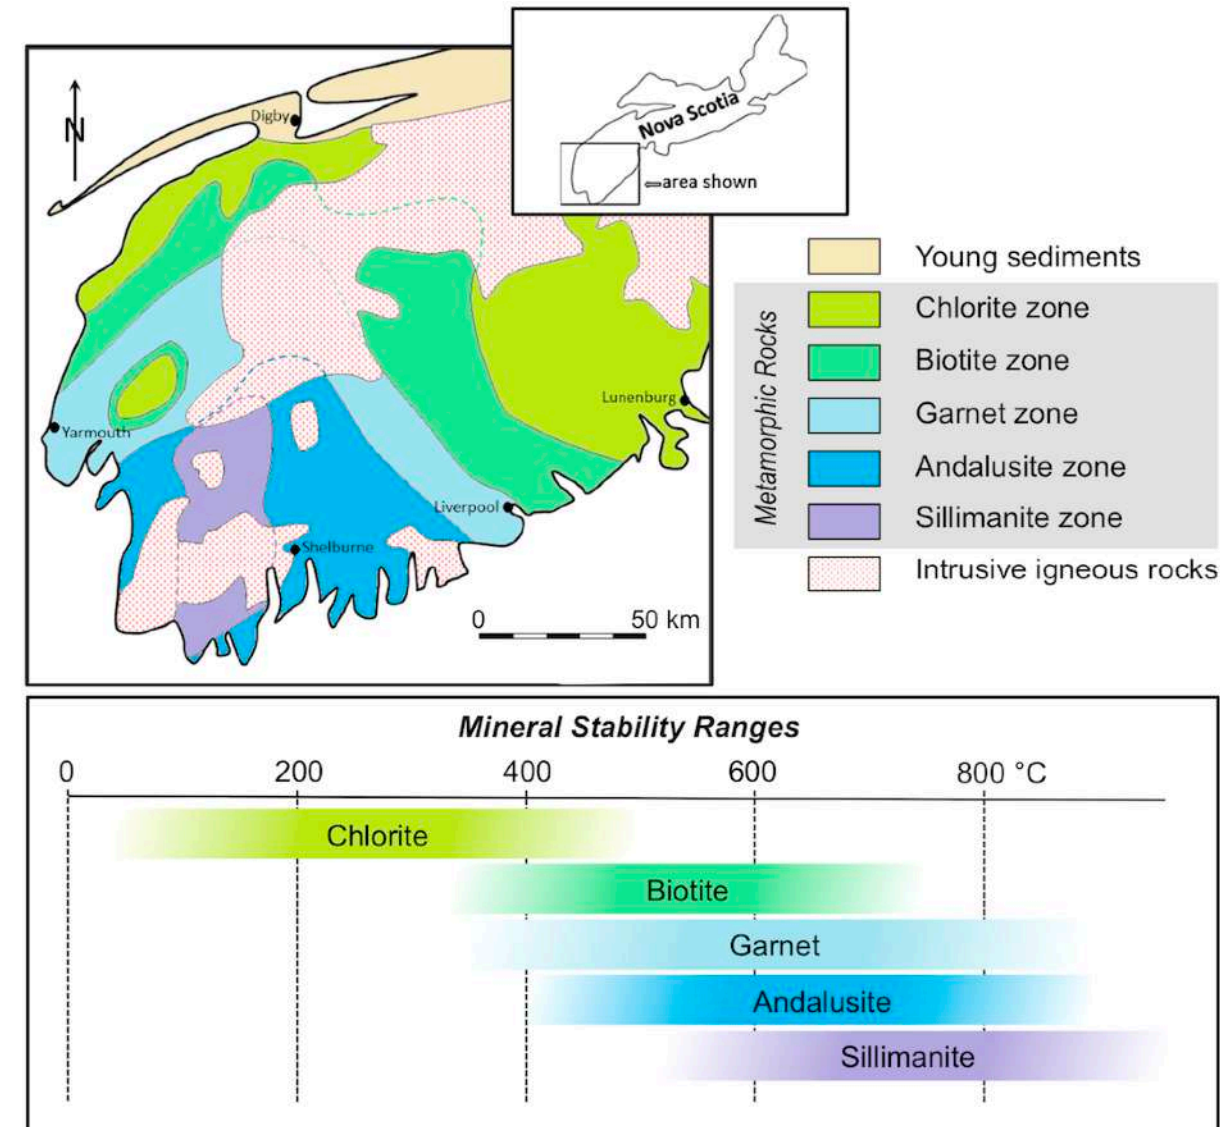 N
Digby
Yarmouth
Shelburne
Liverpool
Lunenburg
0 50 km
Nova Scotia
⇐area shown
Young sediments
Metamorphic Rocks
Chlorite zone
Biotite zone
Garnet zone
Andalusite zone
Sillimanite zone
Intrusive igneous rocks
Mineral Stability Ranges
0 200 400 600 800 °C
Chlorite
Biotite
Garnet
Andalusite
Sillimanite